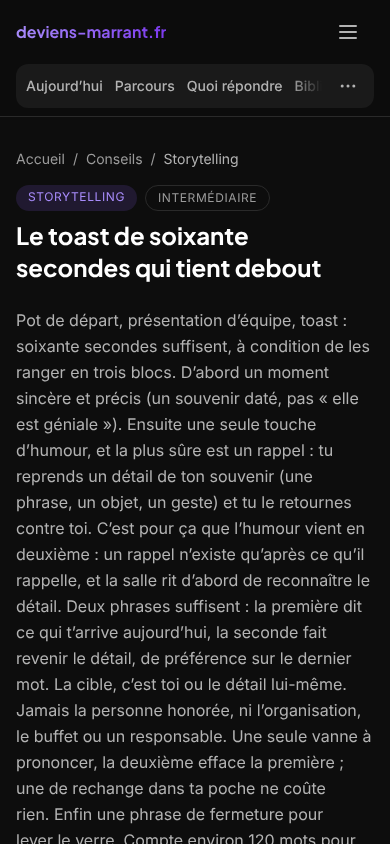 deviens-marrant.fr
Aujourd’hui Parcours Quoi répondre
Accueil / Conseils / Storytelling
STORYTELLING INTERMÉDIAIRE
Le toast de soixante
secondes qui tient debout
Pot de départ, présentation d’équipe, toast :
soixante secondes suffisent, à condition de les
ranger en trois blocs. D’abord un moment
sincère et précis (un souvenir daté, pas « elle
est géniale »). Ensuite une seule touche
d’humour, et la plus sûre est un rappel : tu
reprends un détail de ton souvenir (une
phrase, un objet, un geste) et tu le retournes
contre toi. C’est pour ça que l’humour vient en
deuxième : un rappel n’existe qu’après ce qu’il
rappelle, et la salle rit d’abord de reconnaître le
détail. Deux phrases suffisent : la première dit
ce qui t’arrive aujourd’hui, la seconde fait
revenir le détail, de préférence sur le dernier
mot. La cible, c’est toi ou le détail lui-même.
Jamais la personne honorée, ni l’organisation,
le buffet ou un responsable. Une seule vanne à
prononcer, la deuxième efface la première ;
une de rechange dans ta poche ne coûte
rien. Enfin une phrase de fermeture pour
lever le verre. Compte environ 120 mots pour